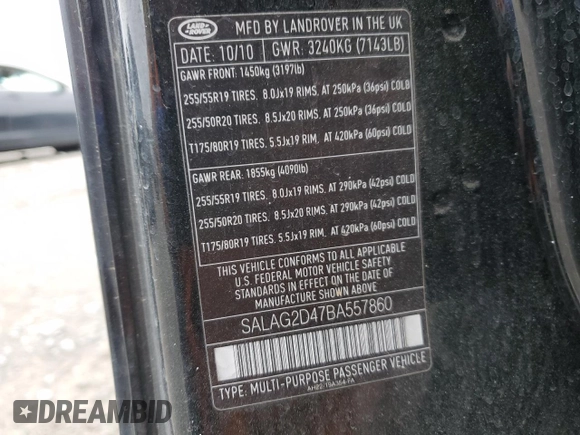 LAND-
ROVER
MFD BY LANDROVER IN THE UK
DATE: 10/10 GWR: 3240KG (7143LB)
GAWR FRONT: 1450kg (3197lb)
255/55R19 TIRES. 8.0Jx19 RIMS. AT 250kPa (36psi) COLD
255/50R20 TIRES. 8.5Jx20 RIMS. AT 250kPa (36psi) COLD
T175/80R19 TIRES. 5.5Jx19 RIM. AT 420kPa (60psi) COLD
GAWR REAR: 1855kg (4090lb)
255/55R19 TIRES. 8.0Jx19 RIMS. AT 290kPa (42psi) COLD
255/50R20 TIRES. 8.5Jx20 RIMS. AT 290kPa (42psi) COLD
T175/80R19 TIRES. 5.5Jx19 RIM. AT 420kPa (60psi) COLD
THIS VEHICLE CONFORMS TO ALL APPLICABLE
U.S. FEDERAL MOTOR VEHICLE SAFETY
STANDARDS IN EFFECT ON THE DATE OF
MANUFACTURE SHOWN ABOVE
SALAG2D47BA557860
TYPE: MULTI-PURPOSE PASSENGER VEHICLE
DREAMBID